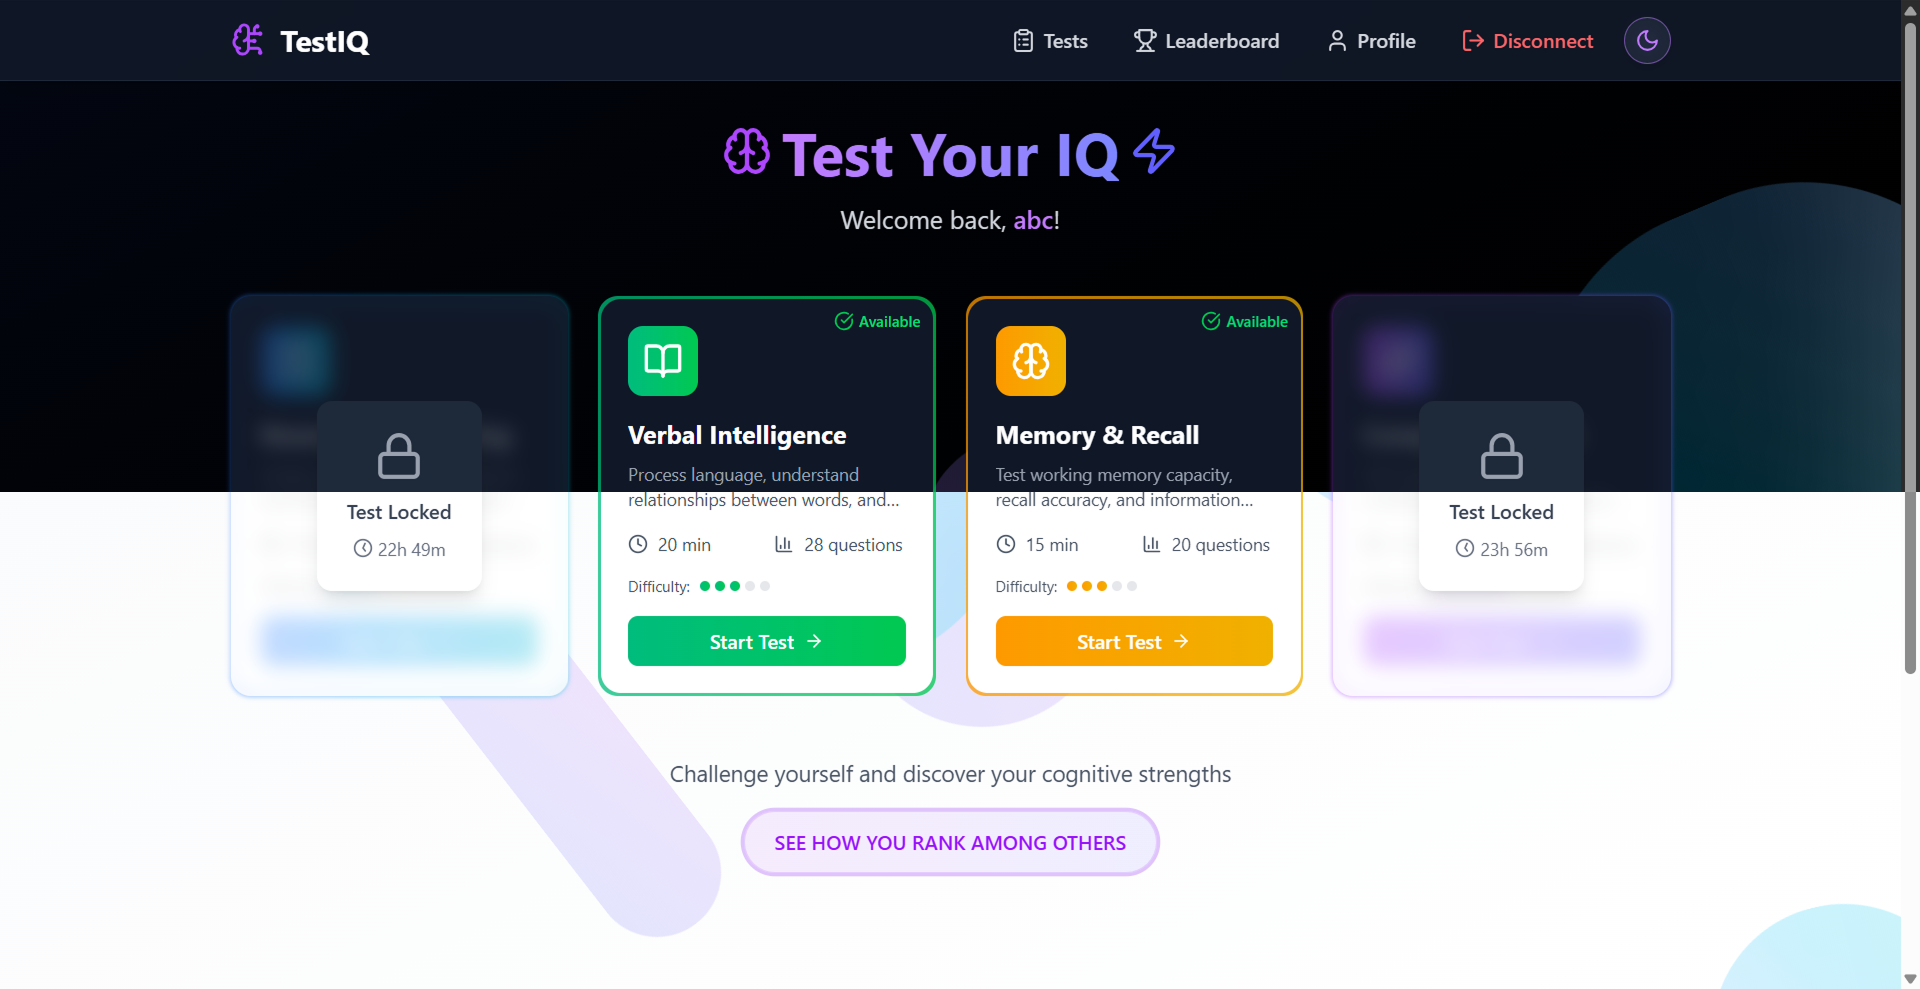 TestIQ
Tests
Leaderboard
Profile
Disconnect
Test Your IQ
Welcome back, abc!
Test Locked
22h 49m
Available
Verbal Intelligence
Process language, understand
relationships between words, and...
20 min
28 questions
Difficulty:
Start Test
Available
Memory & Recall
Test working memory capacity,
recall accuracy, and information...
15 min
20 questions
Difficulty:
Start Test
Test Locked
23h 56m
Challenge yourself and discover your cognitive strengths
SEE HOW YOU RANK AMONG OTHERS